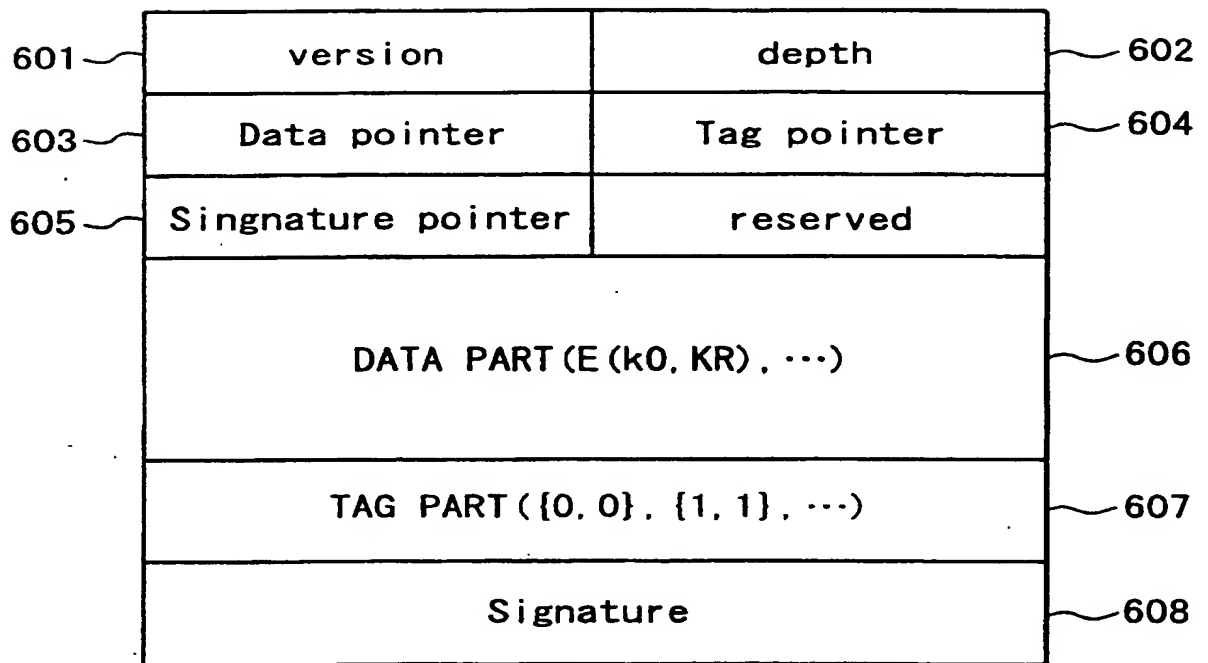 601 version depth 602
603 Data pointer Tag pointer 604
605 Singnature pointer reserved
DATA PART (E (k0, KR), ···) 606
TAG PART ({0, 0}, {1, 1}, ···) 607
Signature 608